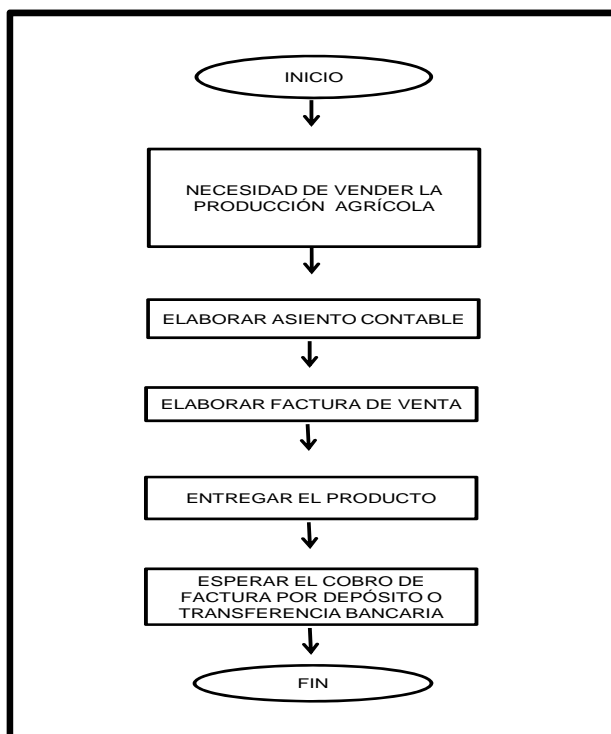 INICIO
NECESIDAD DE VENDER LA
PRODUCCIÓN AGRÍCOLA
ELABORAR ASIENTO CONTABLE
ELABORAR FACTURA DE VENTA
ENTREGAR EL PRODUCTO
ESPERAR EL COBRO DE
FACTURA POR DEPÓSITO O
TRANSFERENCIA BANCARIA
FIN